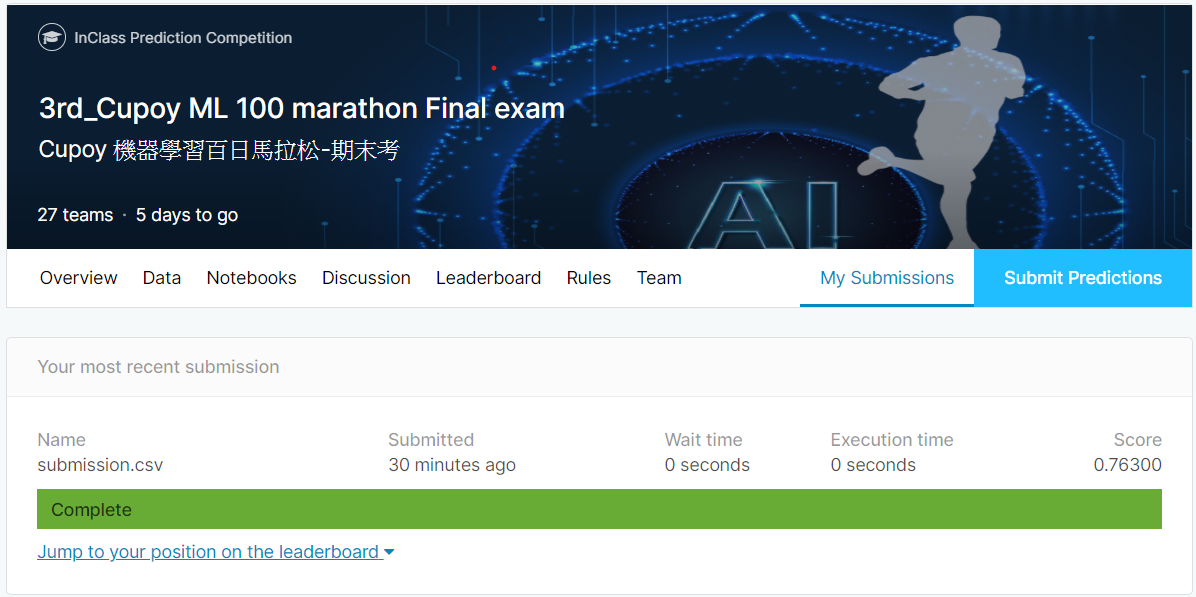 InClass Prediction Competition
3rd_Cupoy ML 100 marathon Final exam
Cupoy 機器學習百日馬拉松-期末考
27 teams · 5 days to go
AI
Overview Data Notebooks Discussion Leaderboard Rules Team My Submissions Submit Predictions
Your most recent submission
Name Submitted Wait time Execution time Score
submission.csv 30 minutes ago 0 seconds 0 seconds 0.76300
Complete
Jump to your position on the leaderboard